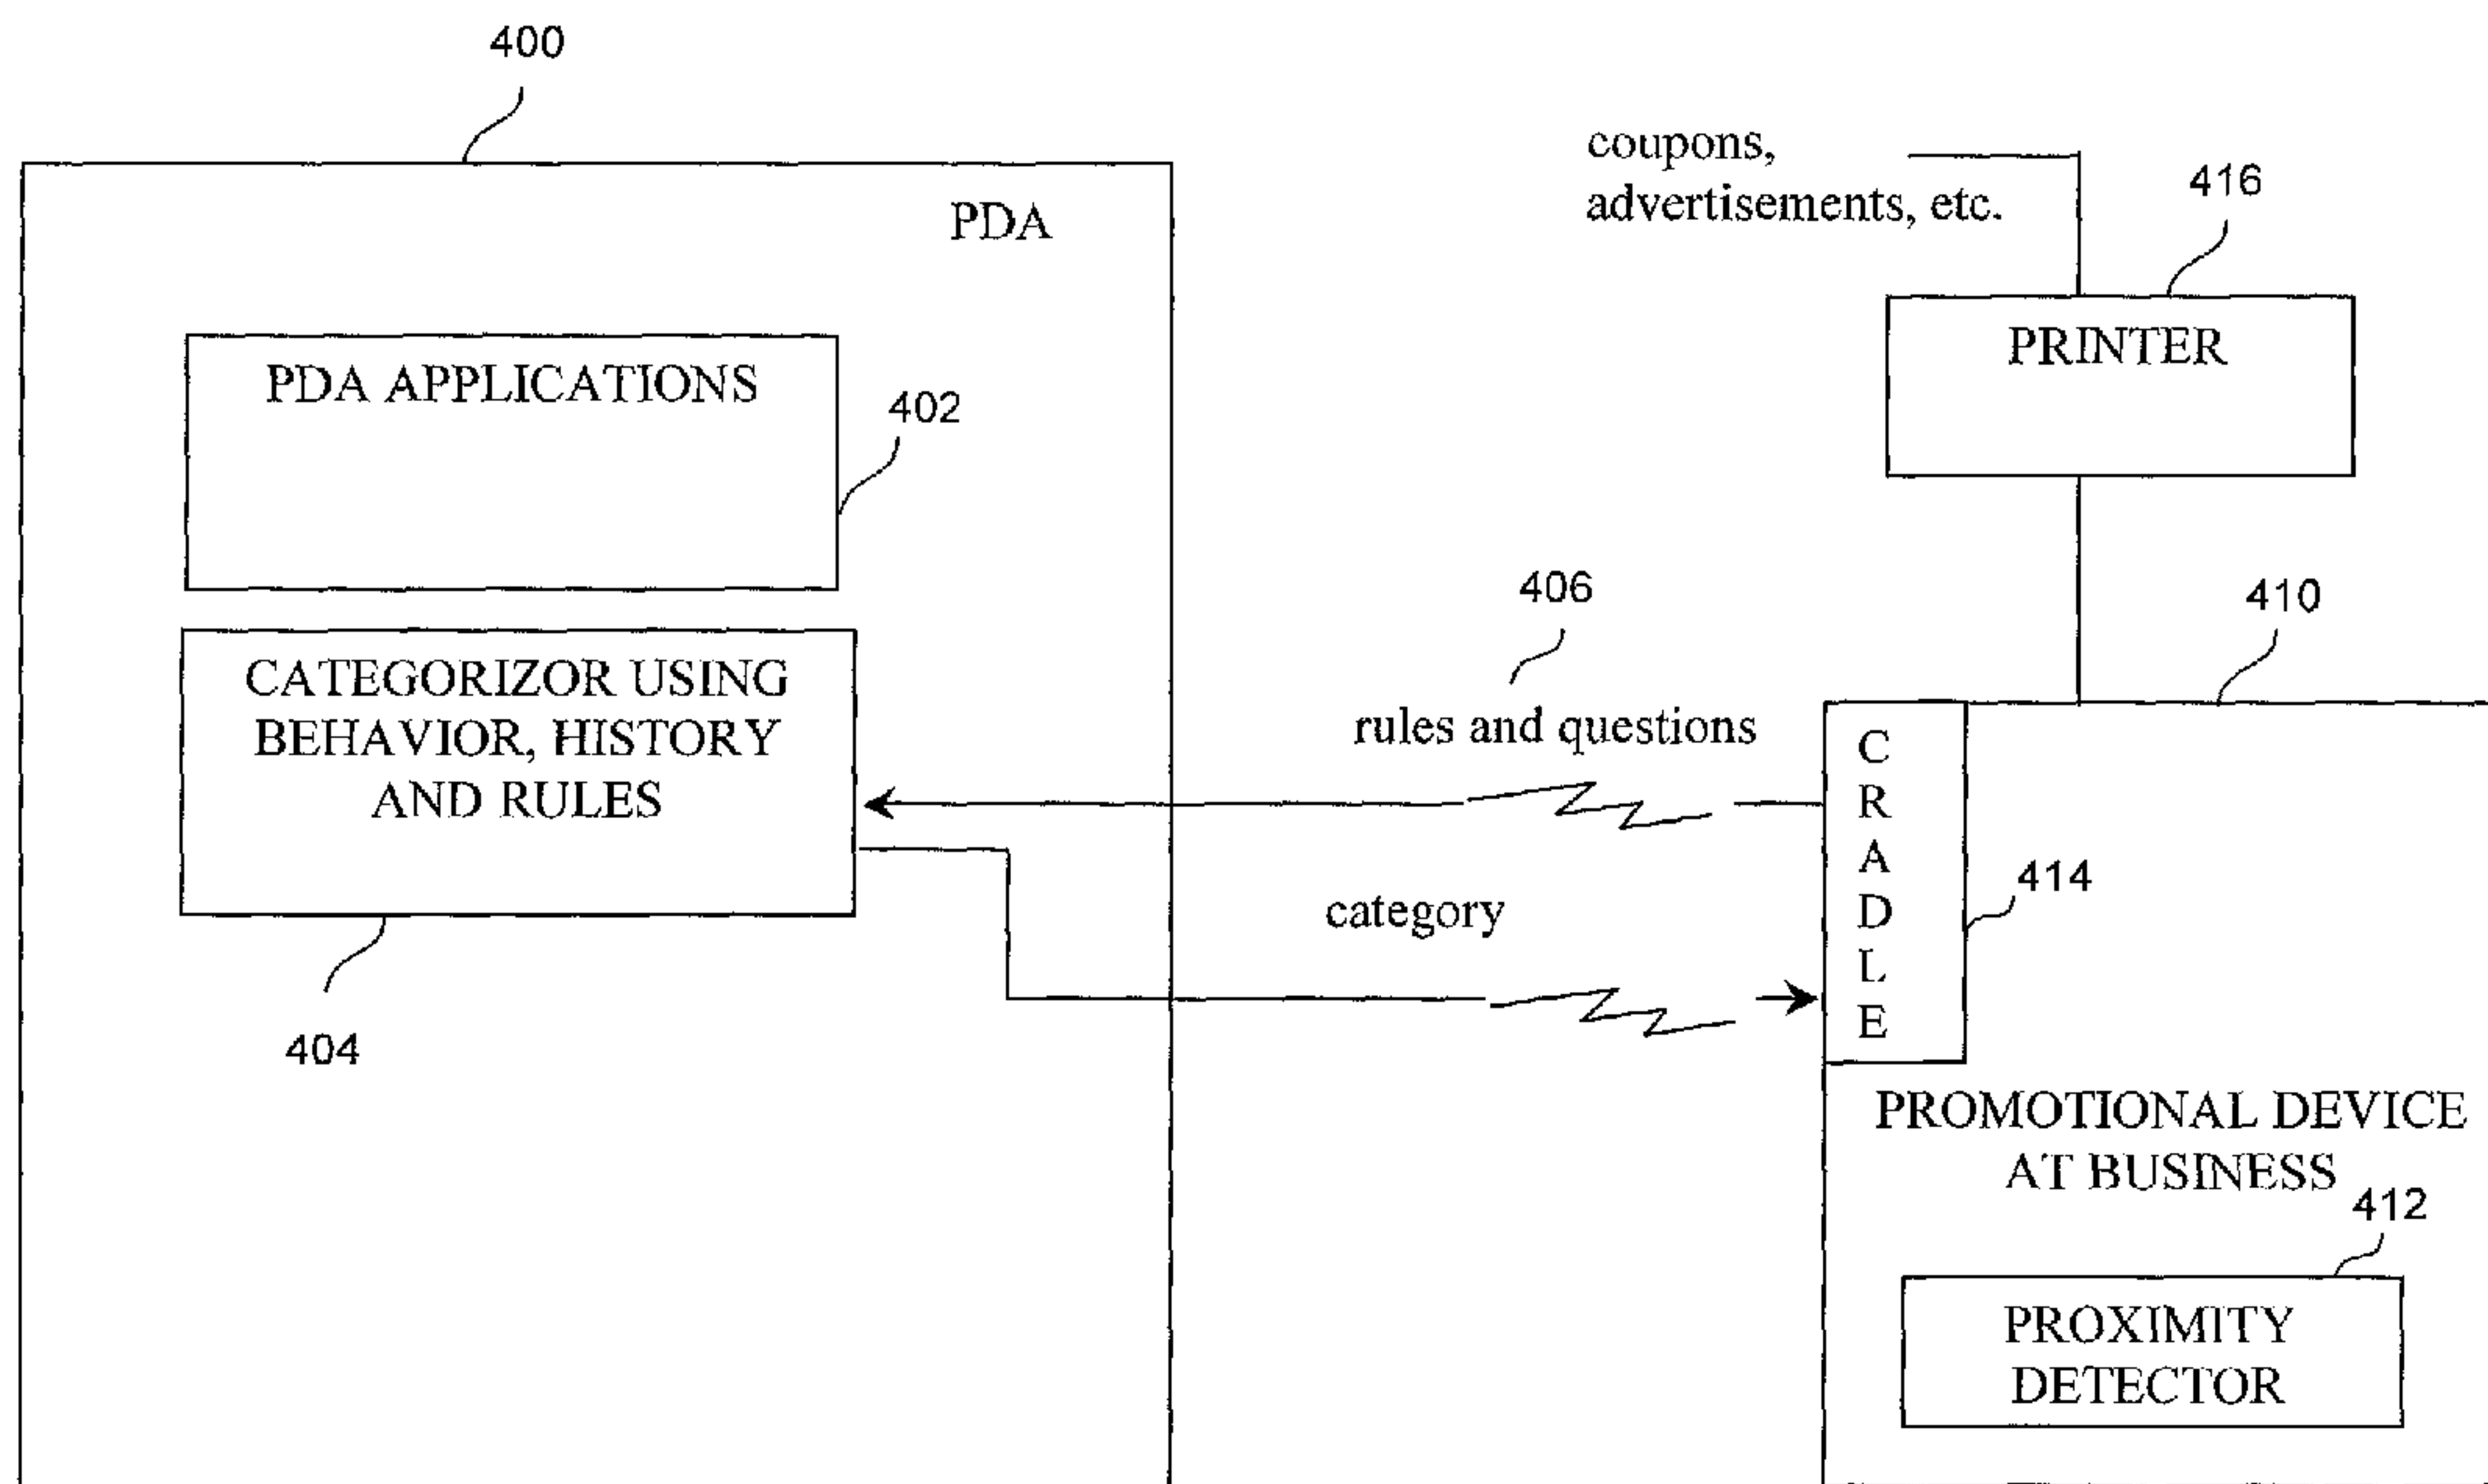 400
PDA
PDA APPLICATIONS
402
CATEGORIZOR USING
BEHAVIOR, HISTORY
AND RULES
404
coupons,
advertisements, etc.
416
PRINTER
406
rules and questions
410
category
CRADLE
414
PROMOTIONAL DEVICE
AT BUSINESS
412
PROXIMITY
DETECTOR